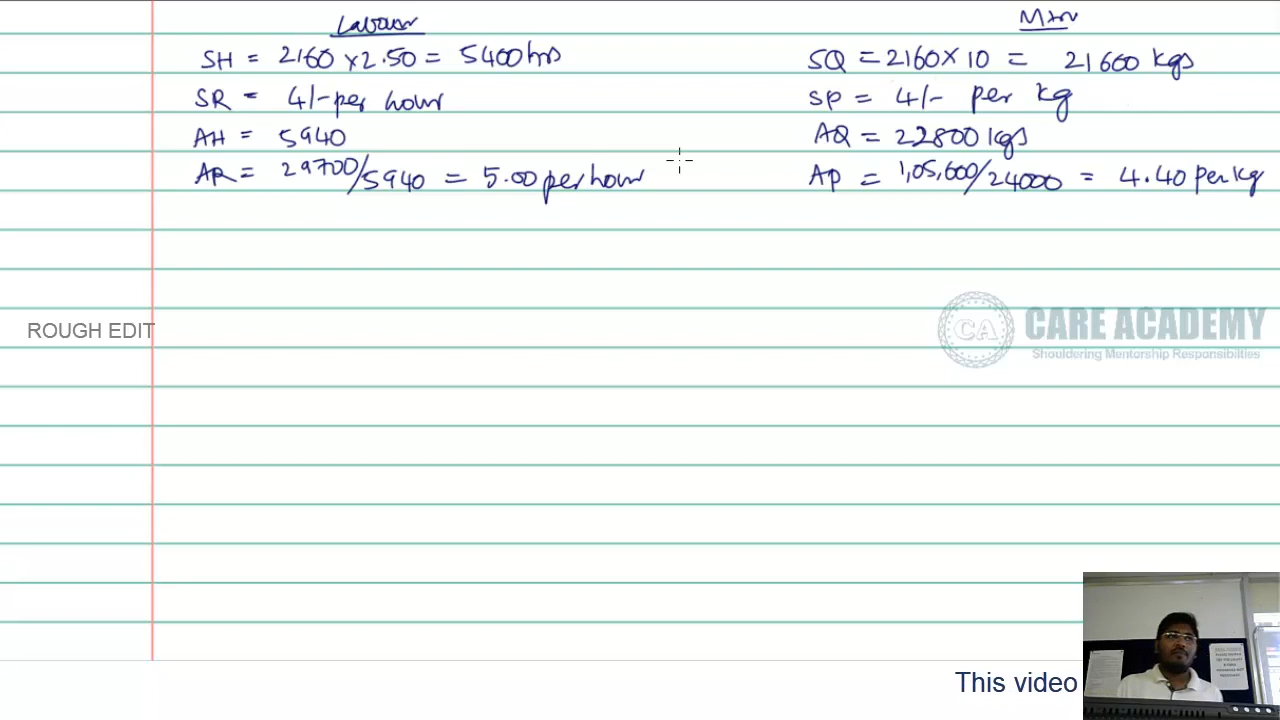 Labour
SH = 2160 x 2.50 = 5400 hrs
SR = 4/- per hour
AH = 5940
AR = 29700/5940 = 5.00 per hour
SQ = 2160 x 10 = 21600 kgs
SP = 4/- per kg
AQ = 22800 kgs
AP = 1,05,600/24000 = 4.40 per kg
ROUGH EDIT
CA
CARE ACADEMY
Shouldering Mentorship Responsibilities
This video